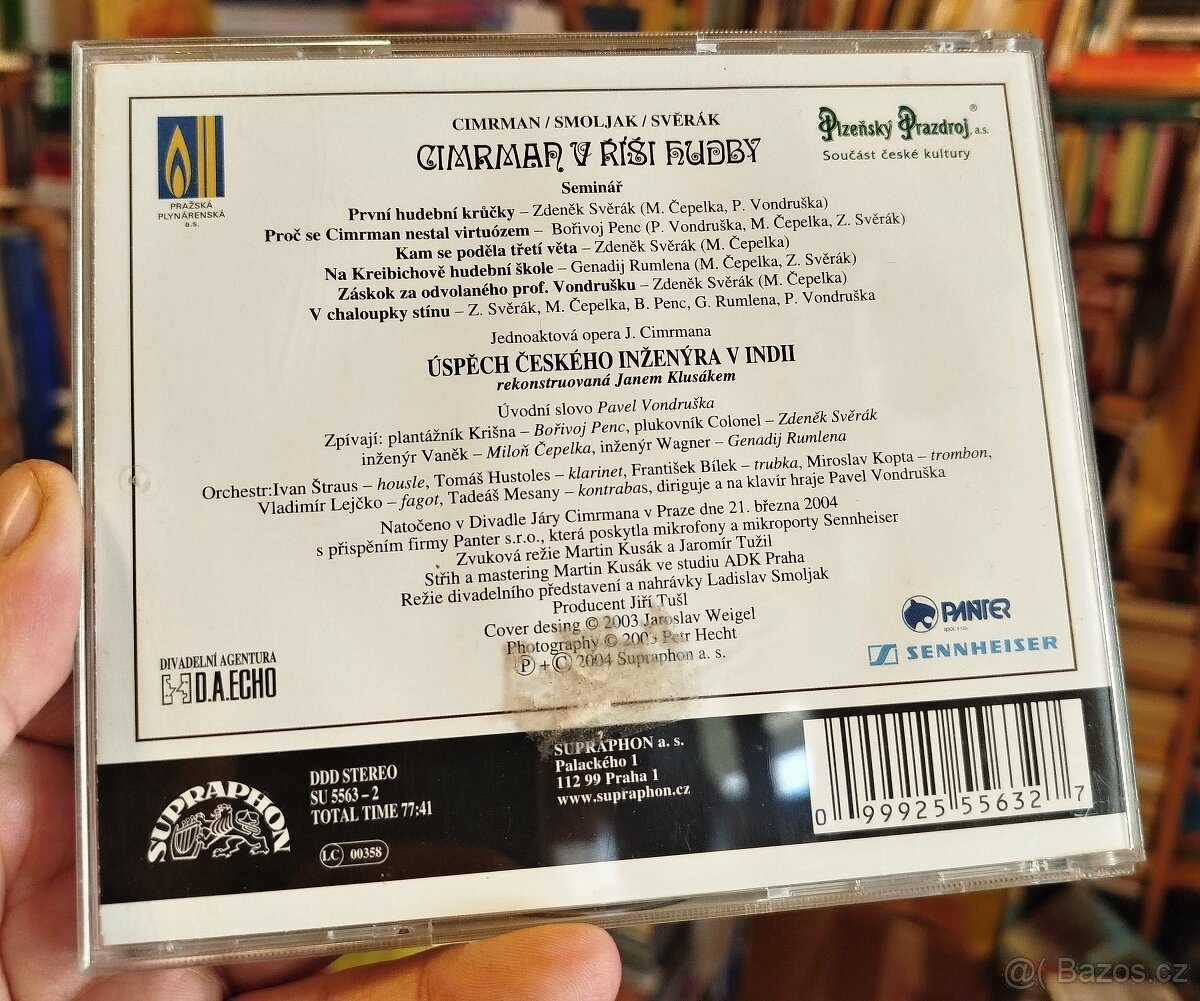 CIMRMAN / SMOLJAK / SVĚRÁK
CIMRMAN V ŘÍŠI HUDBY
PRAŽSKÁ
PLYNÁRENSKÁ
a.s.
Plzeňský Prazdroj, a.s.®
Součást české kultury
Seminář
První hudební krůčky – Zdeněk Svěrák (M. Čepelka, P. Vondruška)
Proč se Cimrman nestal virtuózem – Bořivoj Penc (P. Vondruška, M. Čepelka, Z. Svěrák)
Kam se poděla třetí věta – Zdeněk Svěrák (M. Čepelka)
Na Kreibichově hudební škole – Genadij Rumlena (M. Čepelka, Z. Svěrák)
Záskok za odvolaného prof. Vondrušku – Zdeněk Svěrák (M. Čepelka)
V chaloupky stínu – Z. Svěrák, M. Čepelka, B. Penc, G. Rumlena, P. Vondruška
Jednoaktová opera J. Cimrmana
ÚSPĚCH ČESKÉHO INŽENÝRA V INDII
rekonstruovaná Janem Klusákem
Úvodní slovo Pavel Vondruška
Zpívají: plantážník Krišna – Bořivoj Penc, plukovník Colonel – Zdeněk Svěrák
inženýr Vaněk – Miloň Čepelka, inženýr Wagner – Genadij Rumlena
Orchestr:Ivan Štraus – housle, Tomáš Hustoles – klarinet, František Bílek – trubka, Miroslav Kopta – trombon,
Vladimír Lejčko – fagot, Tadeáš Mesany – kontrabas, diriguje a na klavír hraje Pavel Vondruška
Natočeno v Divadle Járy Cimrmana v Praze dne 21. března 2004
s přispěním firmy Panter s.r.o., která poskytla mikrofony a mikroporty Sennheiser
Zvuková režie Martin Kusák a Jaromír Tužil
Střih a mastering Martin Kusák ve studiu ADK Praha
Režie divadelního představení a nahrávky Ladislav Smoljak
Producent Jiří Tušl
Cover desing © 2003 Jaroslav Weigel
Photography © 2003 Petr Hecht
Ⓟ + © 2004 Supraphon a. s.
PANTER
spol. s r.o.
SENNHEISER
DIVADELNÍ AGENTURA
D.A.ECHO
SUPRAPHON
DDD STEREO
SU 5563 – 2
TOTAL TIME 77:41
LC 00358
SUPRAPHON a. s.
Palackého 1
112 99 Praha 1
www.supraphon.cz
0 99925 55632 7
@( Bazos.cz